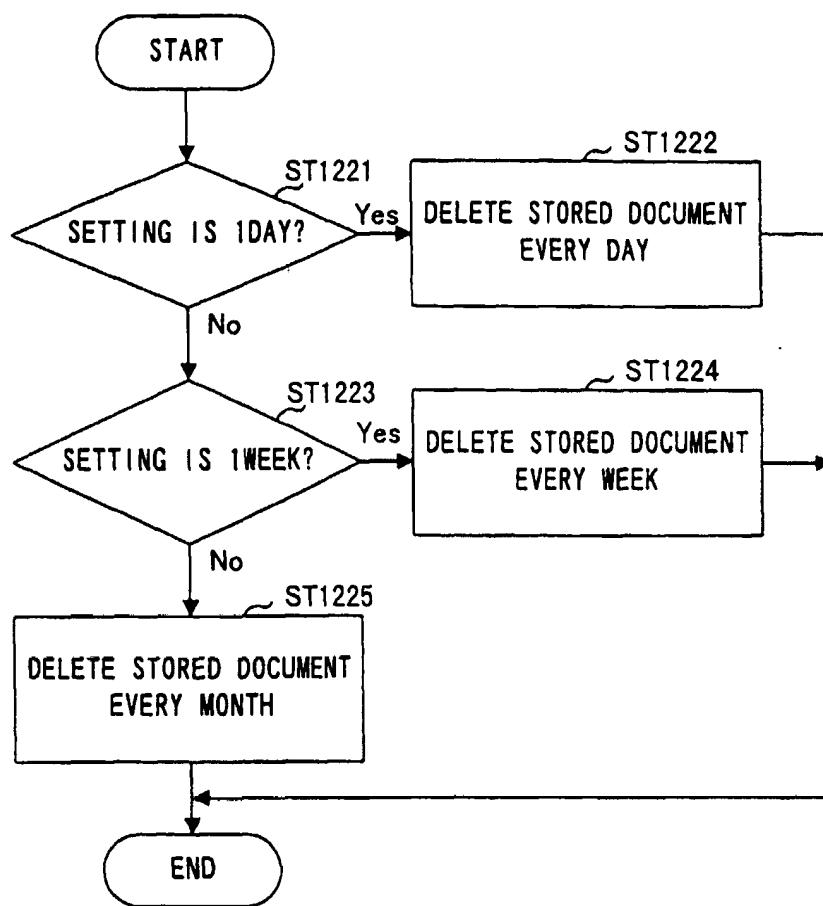 START
ST1221
SETTING IS 1DAY?
Yes
No
ST1222
DELETE STORED DOCUMENT
EVERY DAY
ST1223
SETTING IS 1WEEK?
Yes
No
ST1224
DELETE STORED DOCUMENT
EVERY WEEK
ST1225
DELETE STORED DOCUMENT
EVERY MONTH
END